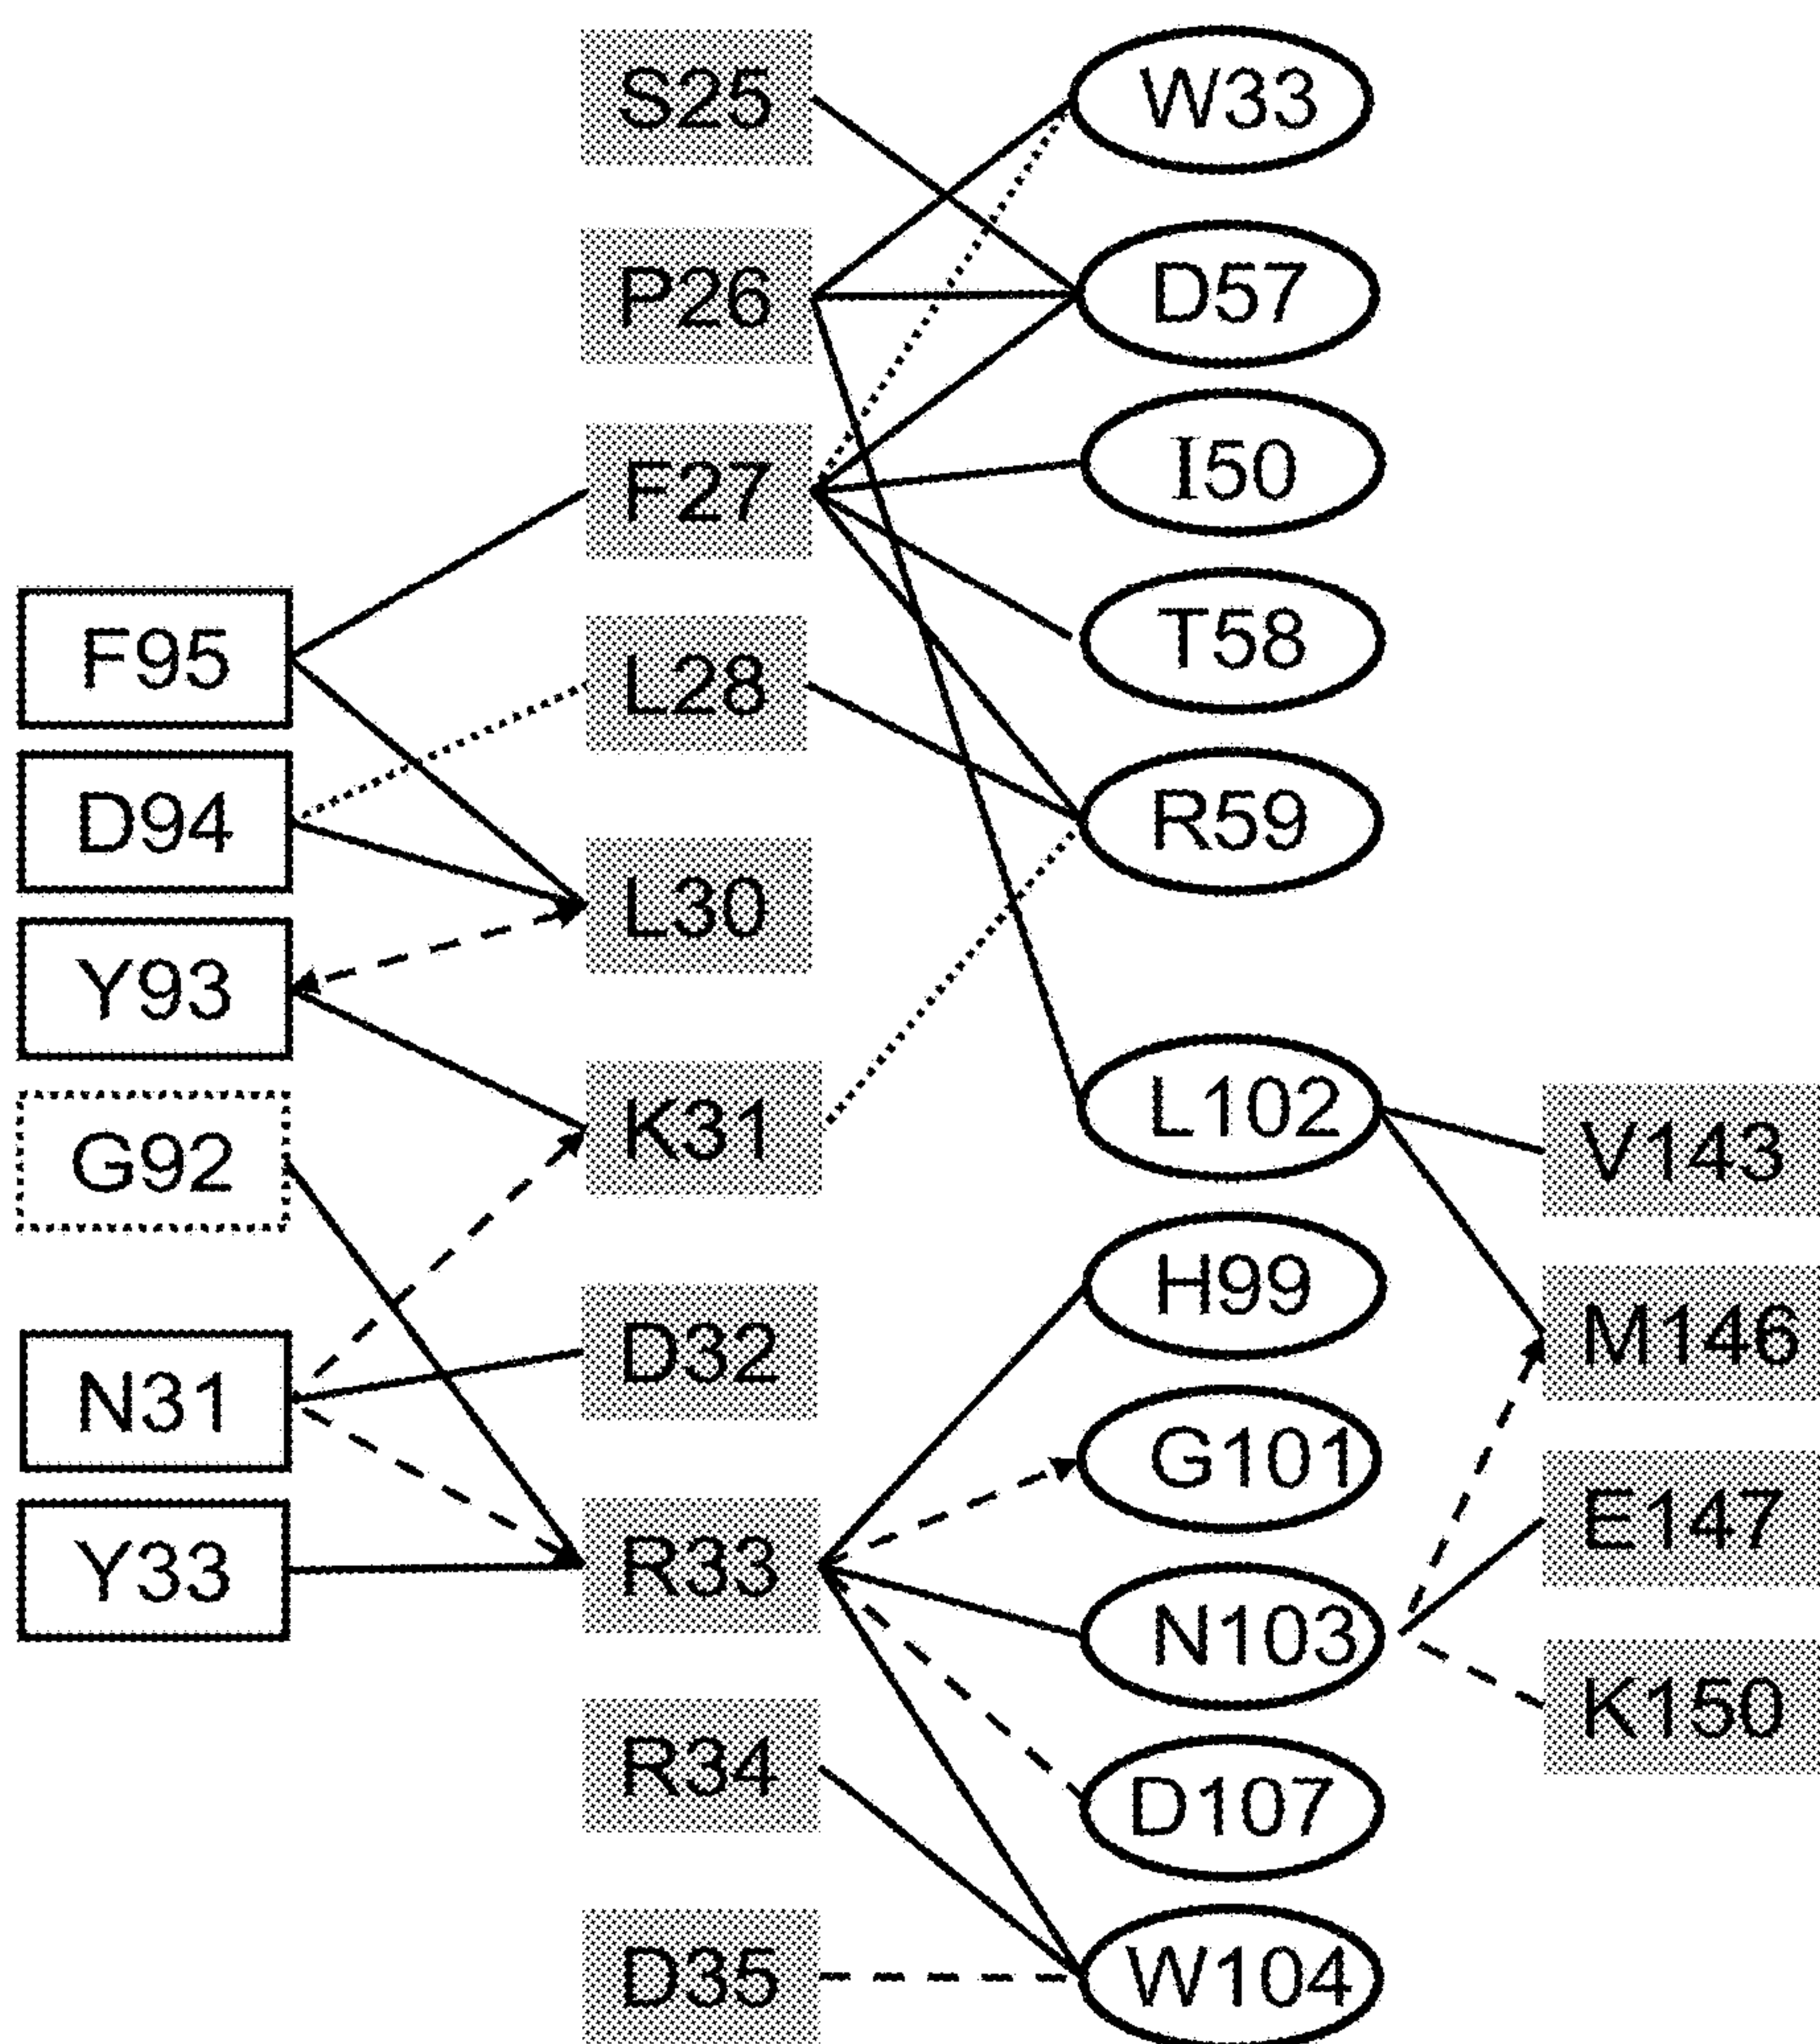 S25
P26
F27
L28
L30
K31
D32
R33
R34
D35
F95
D94
Y93
G92
N31
Y33
W33
D57
I50
T58
R59
L102
H99
G101
N103
D107
W104
V143
M146
E147
K150